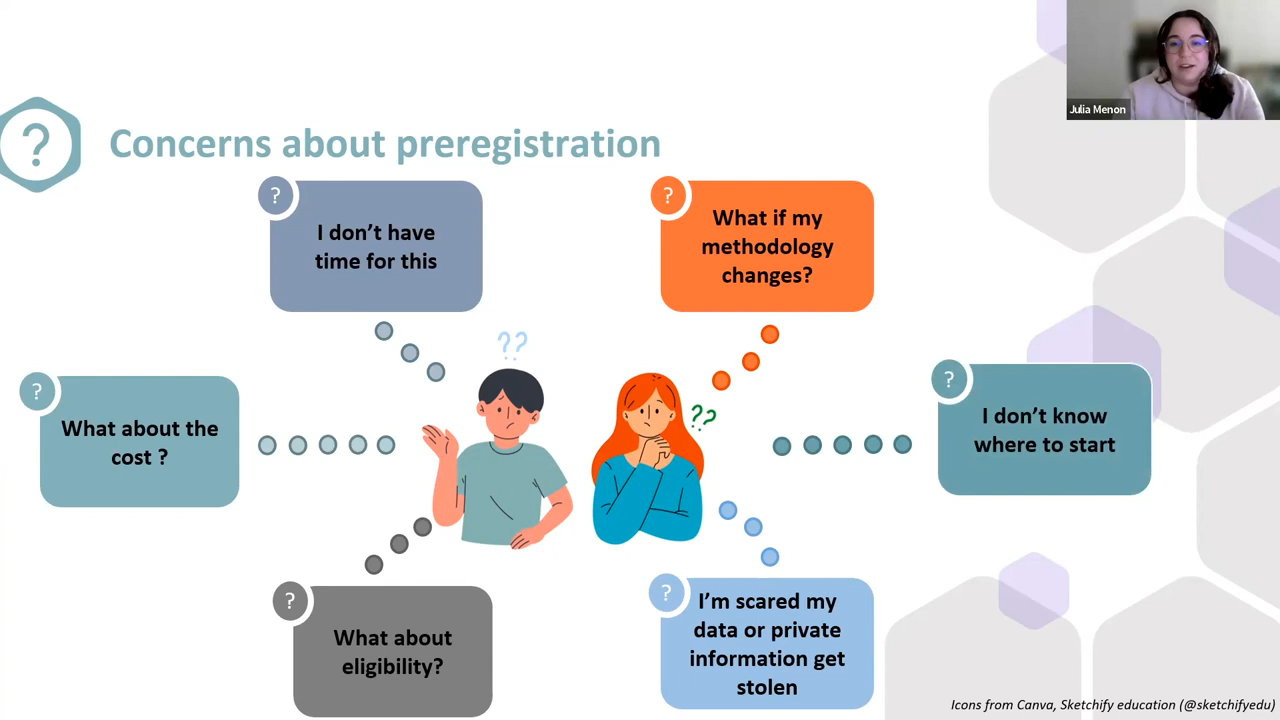 Julia Menon
?
Concerns about preregistration
?
I don't have
time for this
?
What if my
methodology
changes?
??
?
What about the
cost ?
??
?
I don't know
where to start
?
What about
eligibility?
?
I'm scared my
data or private
information get
stolen
Icons from Canva, Sketchify education (@sketchifyedu)